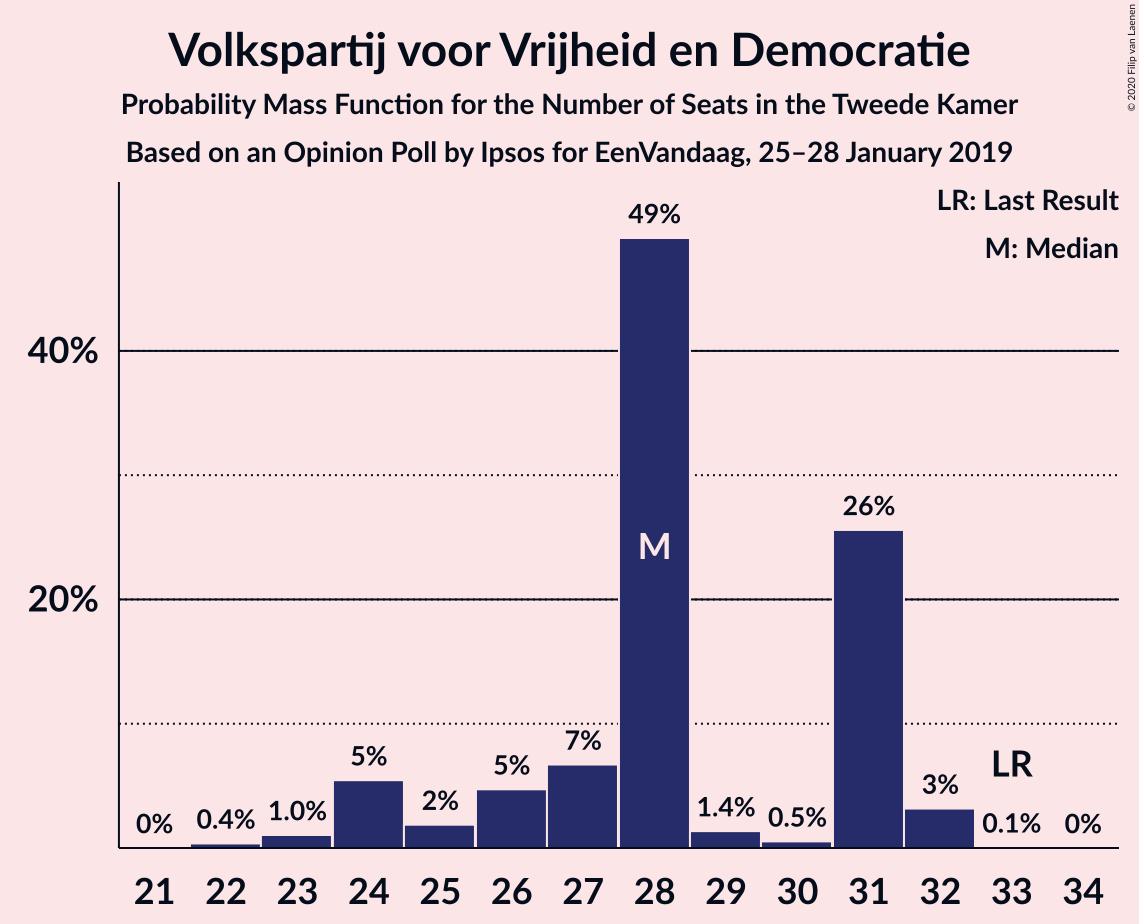 Volkspartij voor Vrijheid en Democratie
Probability Mass Function for the Number of Seats in the Tweede Kamer
Based on an Opinion Poll by Ipsos for EenVandaag, 25–28 January 2019
© 2020 Filip van Laenen
LR: Last Result
M: Median
40%
20%
0%
0.4%
1.0%
5%
2%
5%
7%
49%
M
1.4%
0.5%
26%
3%
LR
0.1%
0%
21 22 23 24 25 26 27 28 29 30 31 32 33 34